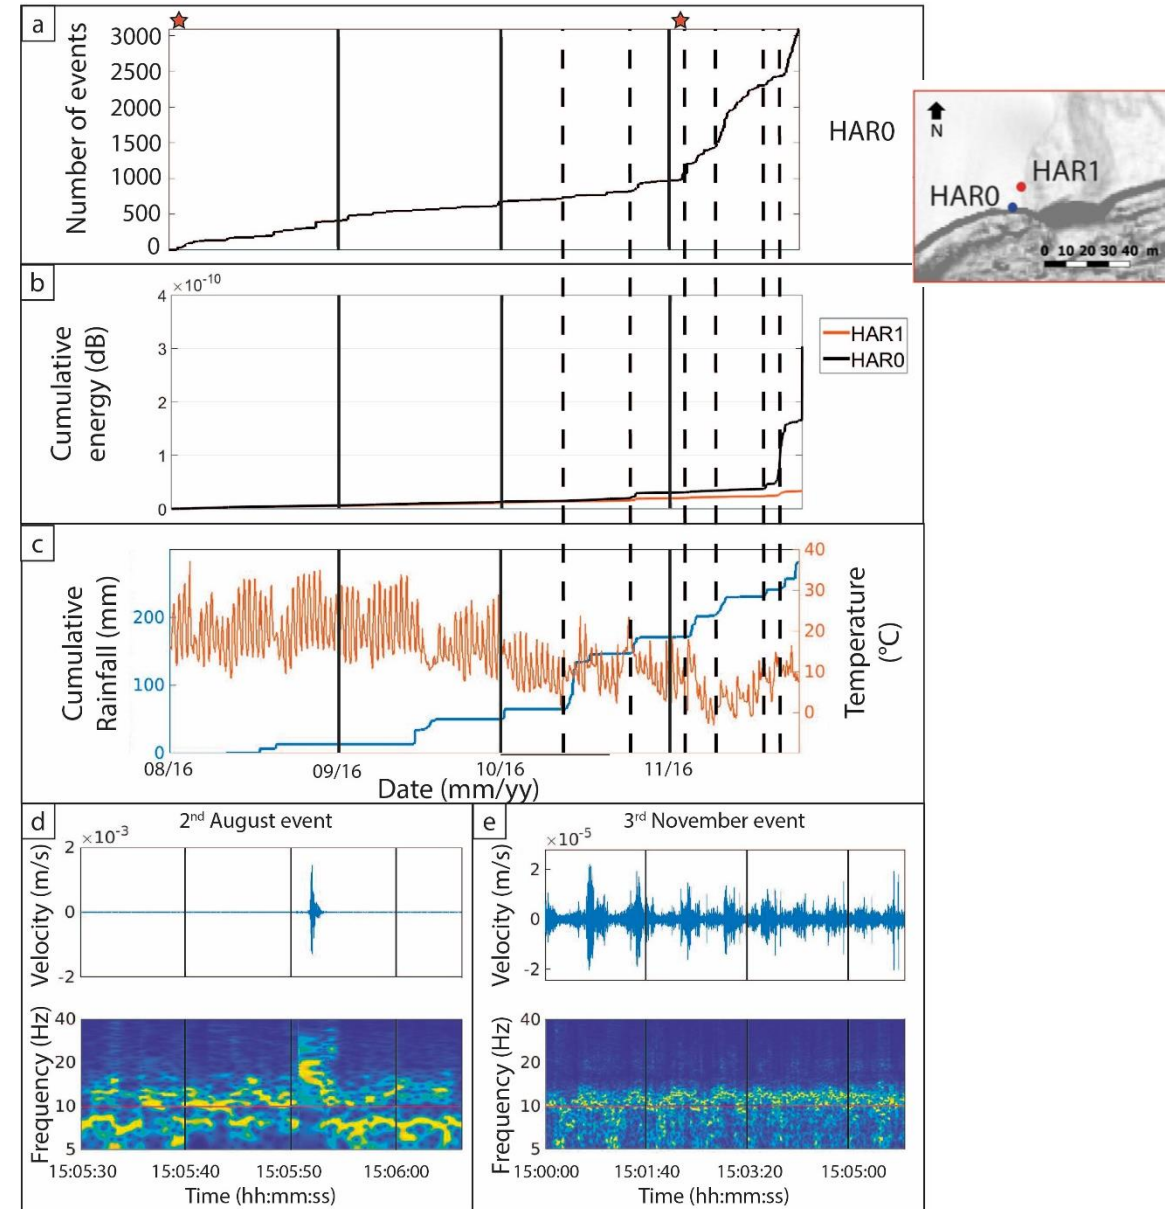 a
Number of events
3000
2500
2000
1500
1000
500
0
HAR0
N
HAR1
HAR0
0 10 20 30 40 m
b
×10⁻¹⁰
Cumulative
energy (dB)
4
3
2
1
0
HAR1
HAR0
c
Cumulative
Rainfall (mm)
200
100
0
40
30
20
10
0
Temperature
(°C)
08/16 09/16 10/16 11/16
Date (mm/yy)
d
2nd August event
×10⁻³
Velocity (m/s)
2
0
-2
Frequency (Hz)
40
20
10
5
15:05:30 15:05:40 15:05:50 15:06:00
Time (hh:mm:ss)
e
3rd November event
×10⁻⁵
Velocity (m/s)
2
0
-2
Frequency (Hz)
40
20
10
5
15:00:00 15:01:40 15:03:20 15:05:00
Time (hh:mm:ss)